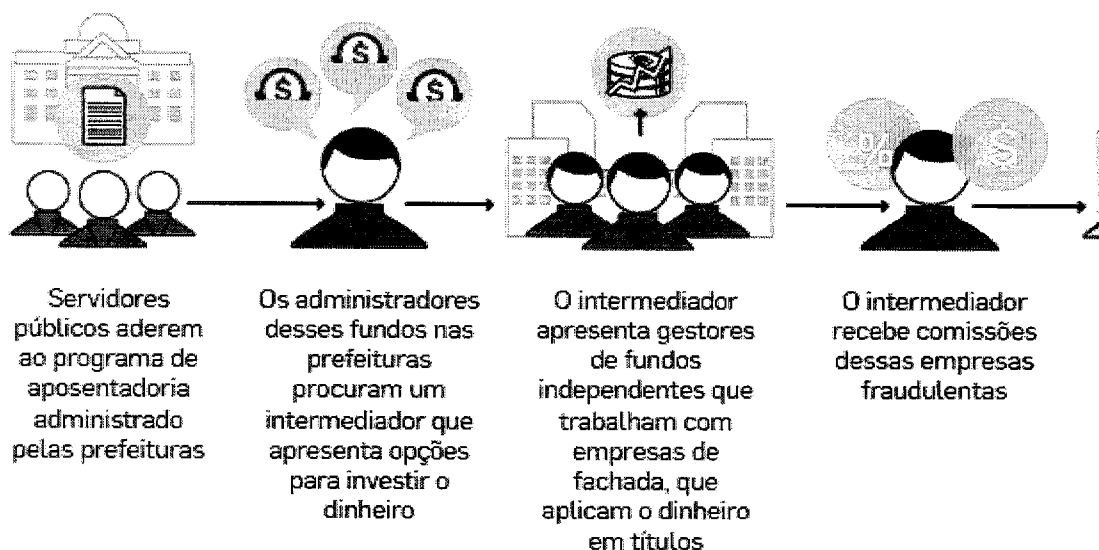 $
$
$
%
$
Servidores
públicos aderem
ao programa de
aposentadoria
administrado
pelas prefeituras
Os administradores
desses fundos nas
prefeituras
procuram um
intermediador que
apresenta opções
para investir o
dinheiro
O intermediador
apresenta gestores
de fundos
independentes que
trabalham com
empresas de
fachada, que
aplicam o dinheiro
em títulos
O intermediador
recebe comissões
dessas empresas
fraudulentas